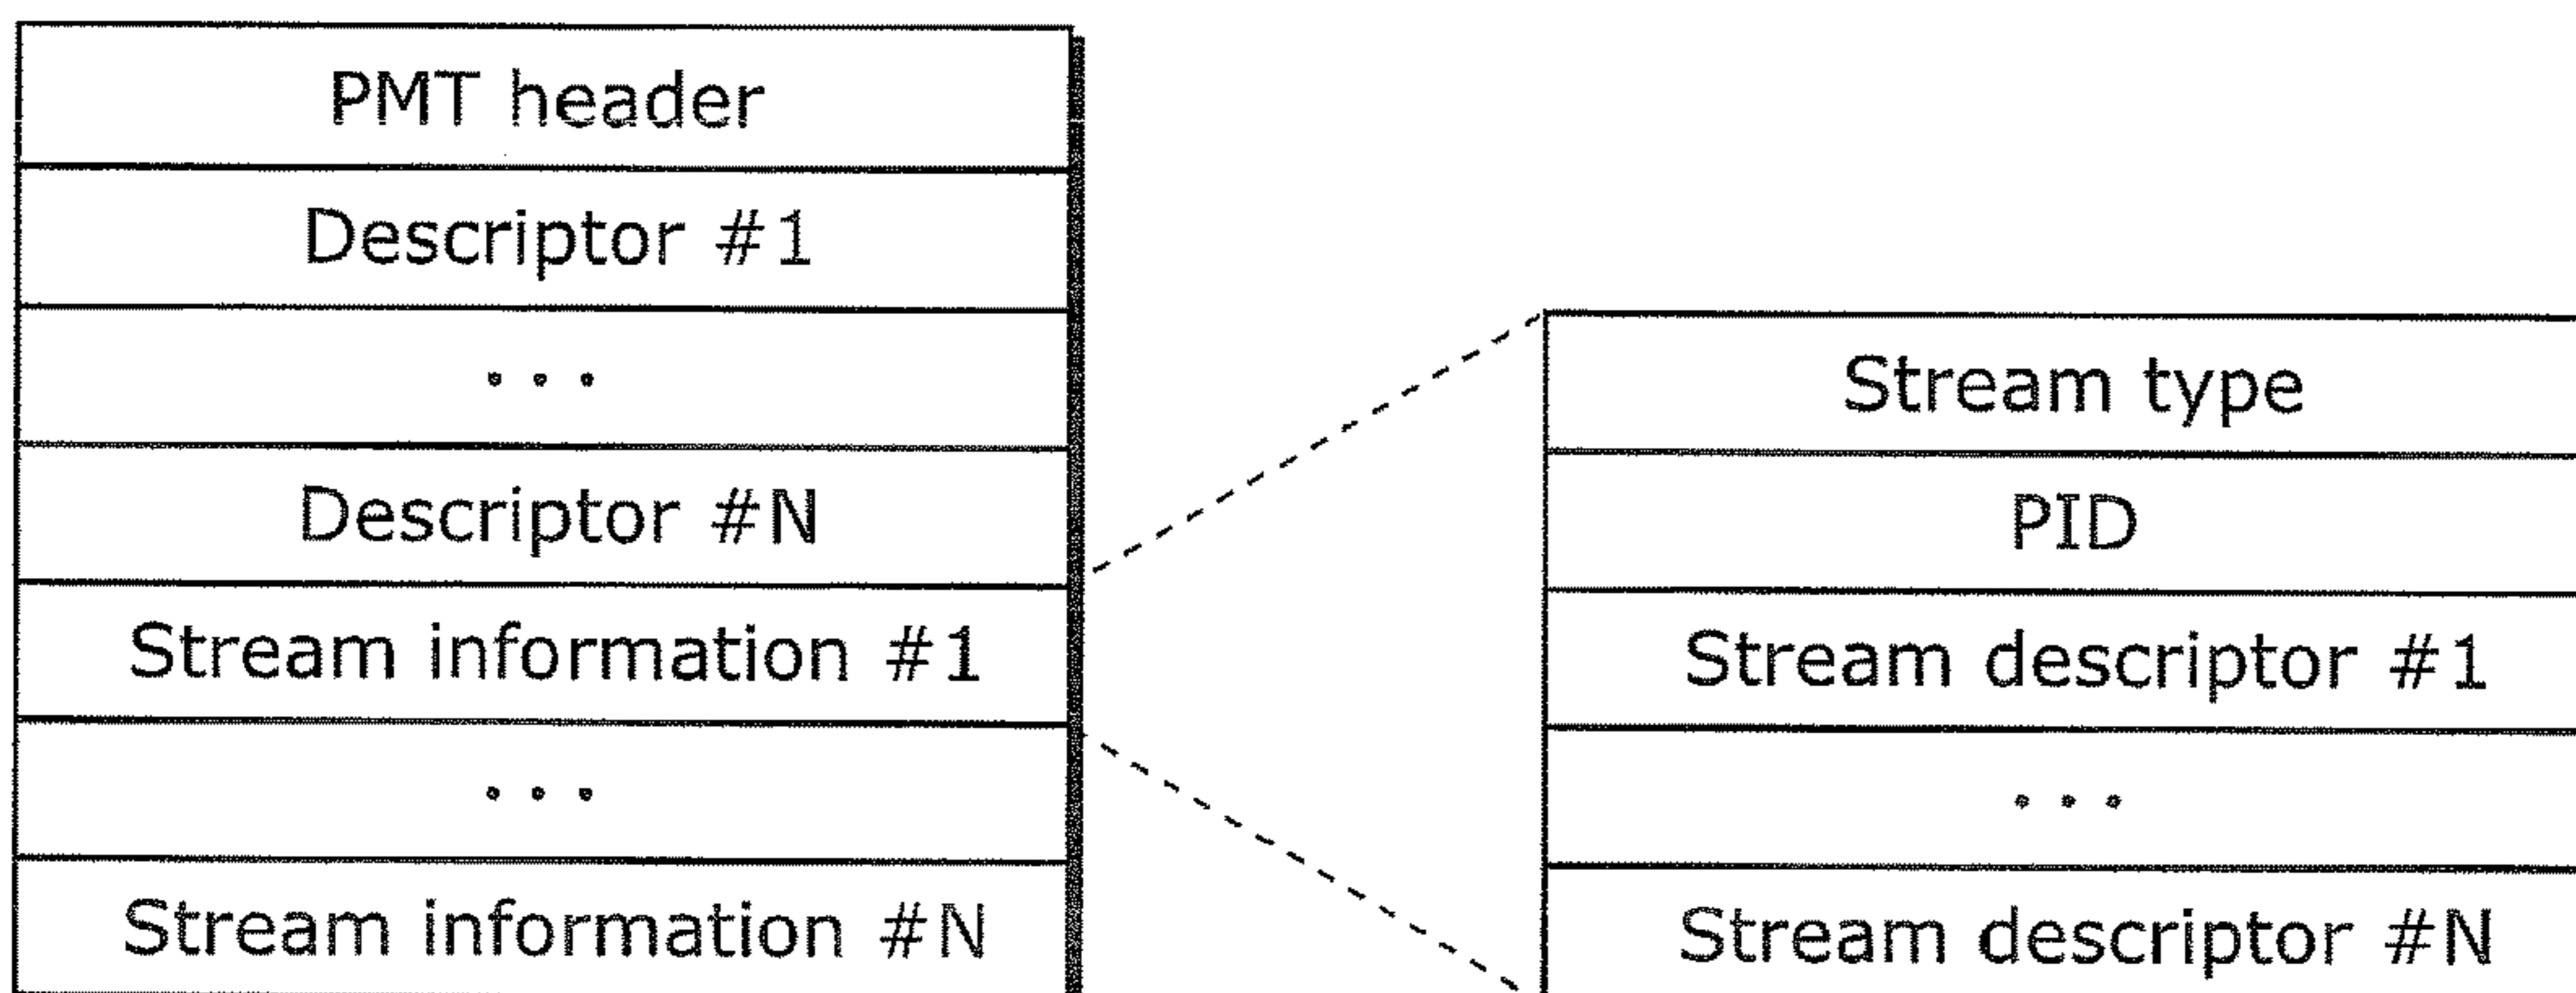 PMT header
Descriptor #1
...
Descriptor #N
Stream information #1
...
Stream information #N
Stream type
PID
Stream descriptor #1
...
Stream descriptor #N